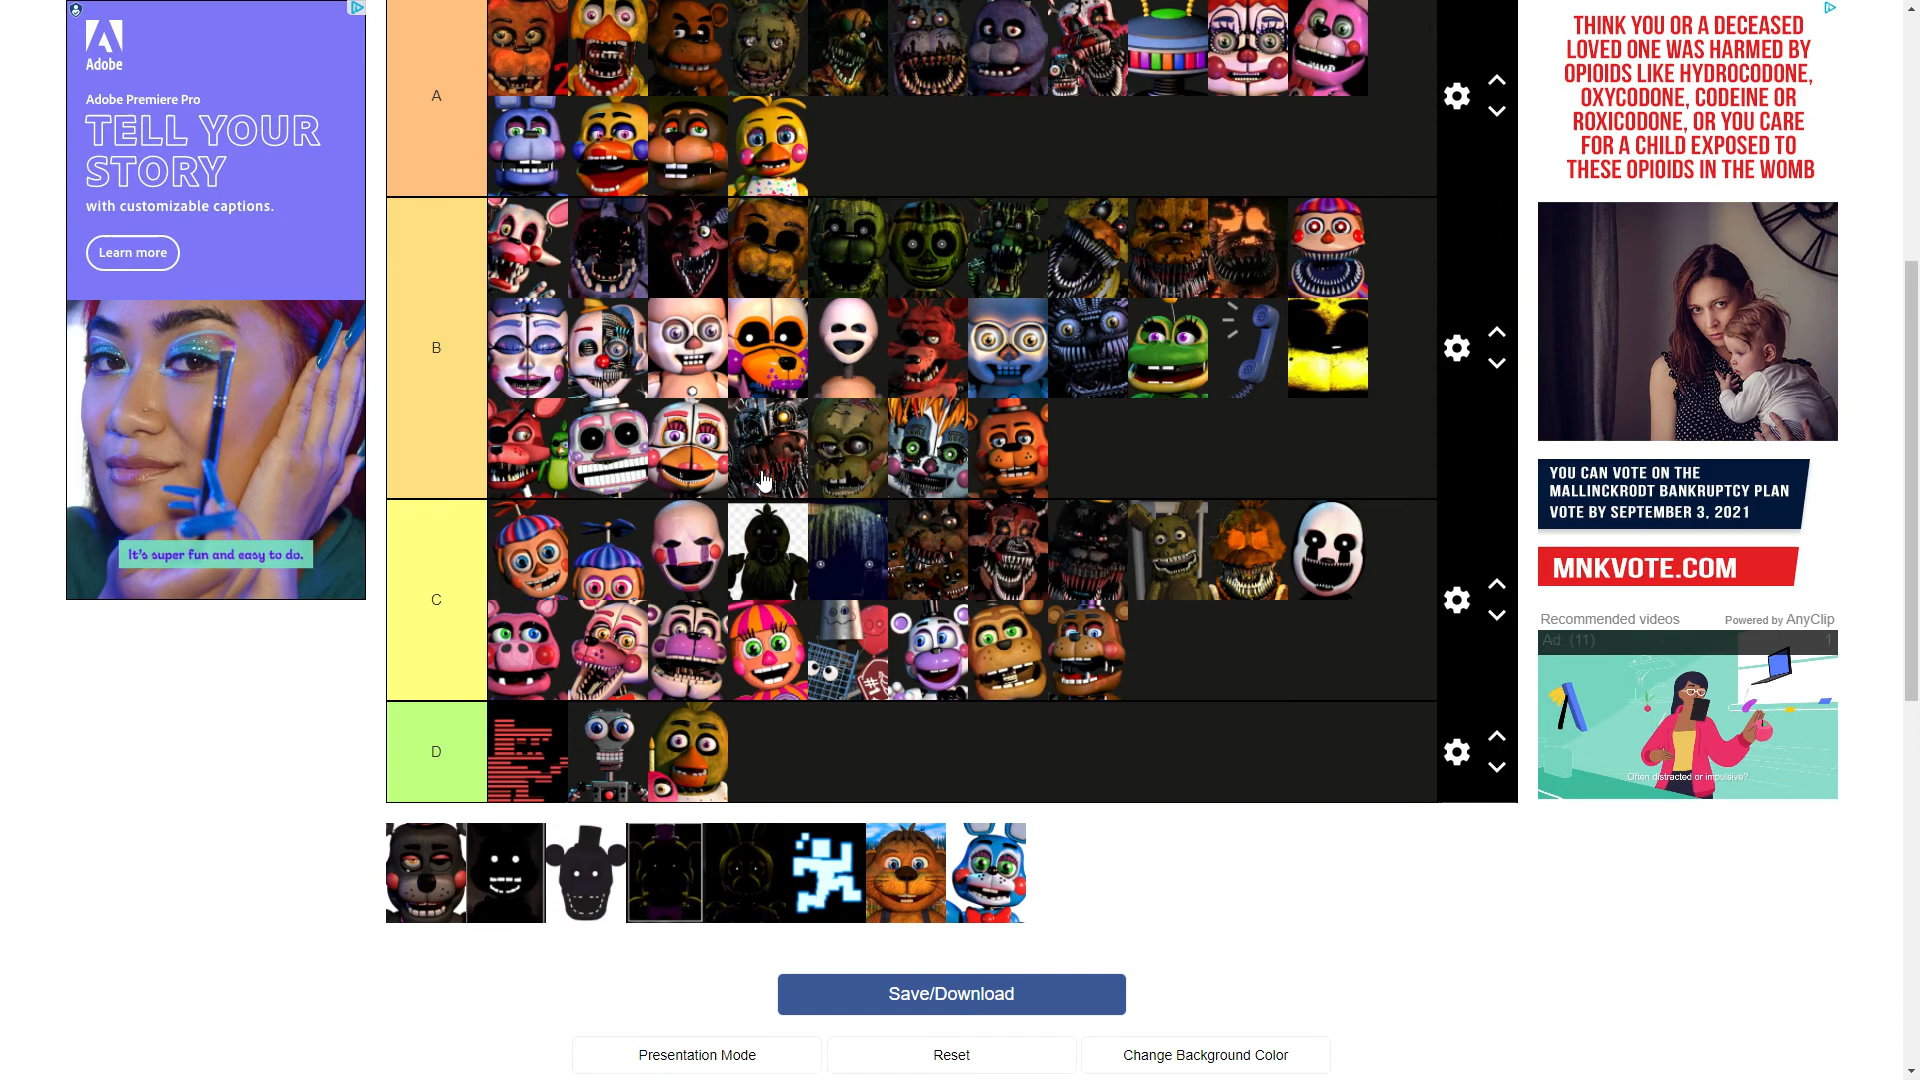 Adobe
Adobe Premiere Pro
TELL YOUR
STORY
with customizable captions.
Learn more
It's super fun and easy to do.
A
B
C
#1
D
Save/Download
Presentation Mode
Reset
Change Background Color
THINK YOU OR A DECEASED
LOVED ONE WAS HARMED BY
OPIOIDS LIKE HYDROCODONE,
OXYCODONE, CODEINE OR
ROXICODONE, OR YOU CARE
FOR A CHILD EXPOSED TO
THESE OPIOIDS IN THE WOMB
YOU CAN VOTE ON THE
MALLINCKRODT BANKRUPTCY PLAN
VOTE BY SEPTEMBER 3, 2021
MNKVOTE.COM
Recommended videos
Powered by AnyClip
Ad: (11)
1
Often distracted or impulsive?